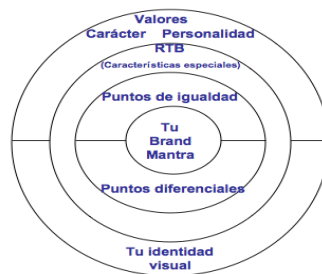 Valores
Carácter Personalidad
RTB
(Características especiales)
Puntos de igualdad
Tu
Brand
Mantra
Puntos diferenciales
Tu identidad
visual